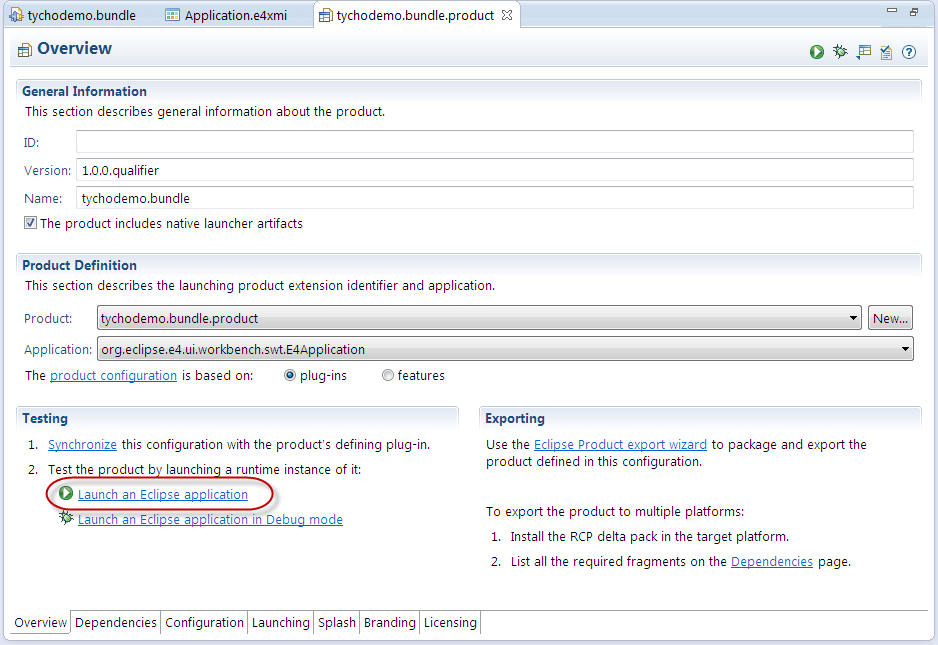 tychodemo.bundle Application.e4xmi tychodemo.bundle.product
Overview
General Information
This section describes general information about the product.
ID:
Version: 1.0.0.qualifier
Name: tychodemo.bundle
The product includes native launcher artifacts
Product Definition
This section describes the launching product extension identifier and application.
Product: tychodemo.bundle.product New...
Application: org.eclipse.e4.ui.workbench.swt.E4Application
The product configuration is based on: plug-ins features
Testing
1. Synchronize this configuration with the product's defining plug-in.
2. Test the product by launching a runtime instance of it:
Launch an Eclipse application
Launch an Eclipse application in Debug mode
Exporting
Use the Eclipse Product export wizard to package and export the
product defined in this configuration.
To export the product to multiple platforms:
1. Install the RCP delta pack in the target platform.
2. List all the required fragments on the Dependencies page.
Overview Dependencies Configuration Launching Splash Branding Licensing